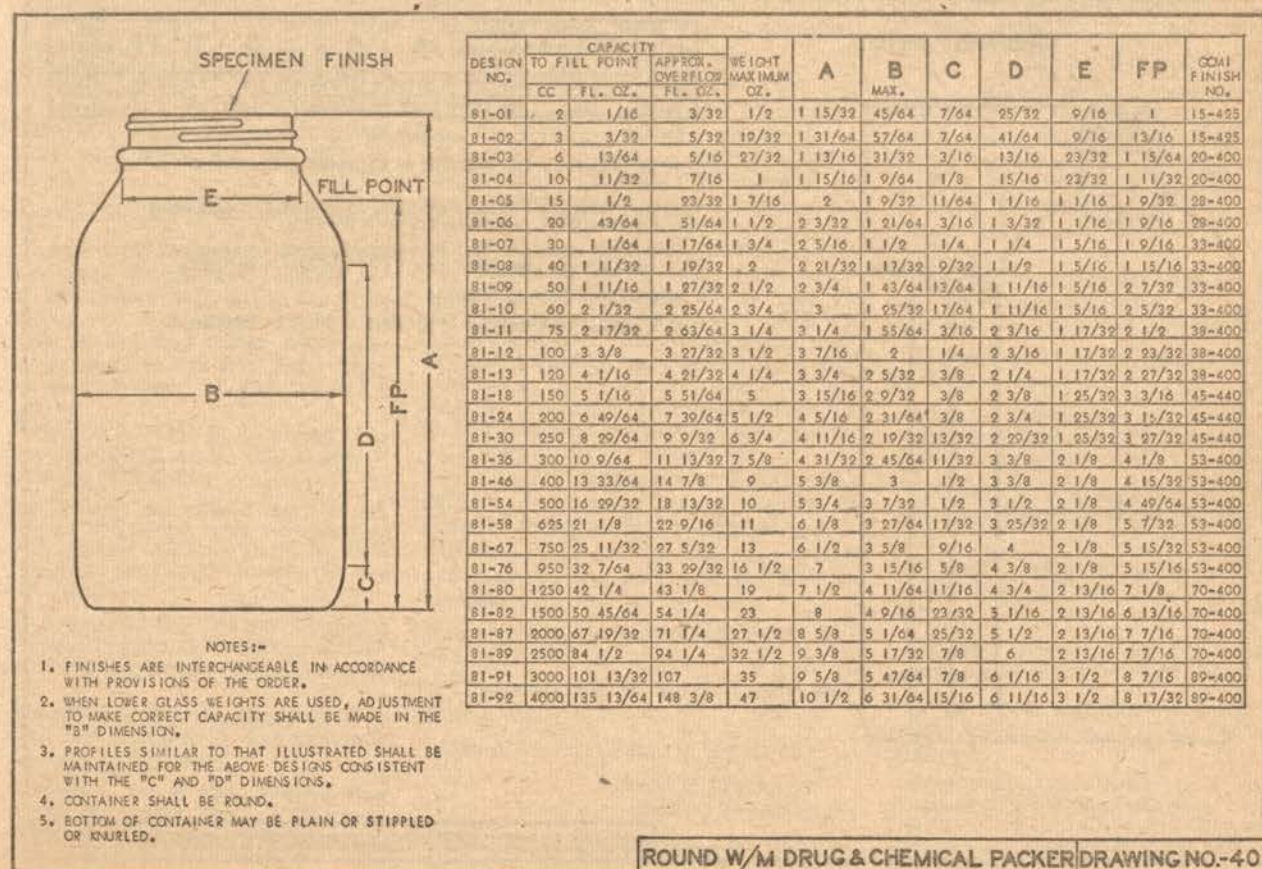 SPECIMEN FINISH
FILL POINT
E
A
B
FP
D
C
NOTES:-
1. FINISHES ARE INTERCHANGEABLE IN ACCORDANCE
WITH PROVISIONS OF THE ORDER.
2. WHEN LOWER GLASS WEIGHTS ARE USED, ADJUSTMENT
TO MAKE CORRECT CAPACITY SHALL BE MADE IN THE
"B" DIMENSION.
3. PROFILES SIMILAR TO THAT ILLUSTRATED SHALL BE
MAINTAINED FOR THE ABOVE DESIGNS CONSISTENT
WITH THE "C" AND "D" DIMENSIONS.
4. CONTAINER SHALL BE ROUND.
5. BOTTOM OF CONTAINER MAY BE PLAIN OR STIPPLED
OR KNURLED.
DESIGN NO. CAPACITY TO FILL POINT CC FL. OZ. APPROX. OVERFLOW FL. OZ. WEIGHT MAXIMUM OZ. A B MAX. C D E FP GCMI FINISH NO.
81-01 2 1/16 3/32 1/2 1 15/32 45/64 7/64 25/32 9/16 1 15-425
81-02 3 3/32 5/32 19/32 1 31/64 57/64 7/64 41/64 9/16 13/16 15-425
81-03 6 13/64 5/16 27/32 1 13/16 31/32 3/16 13/16 23/32 1 15/64 20-400
81-04 10 11/32 7/16 1 1 15/16 1 9/64 1/8 15/16 23/32 1 11/32 20-400
81-05 15 1/2 23/32 1 7/16 2 1 9/32 11/64 1 1/16 1 1/16 1 9/32 28-400
81-06 20 43/64 51/64 1 1/2 2 3/32 1 21/64 3/16 1 3/32 1 1/16 1 9/16 28-400
81-07 30 1 1/64 1 17/64 1 3/4 2 5/16 1 1/2 1/4 1 1/4 1 5/16 1 9/16 33-400
81-08 40 1 11/32 1 19/32 2 2 21/32 1 17/32 9/32 1 1/2 1 5/16 1 15/16 33-400
81-09 50 1 11/16 1 27/32 2 1/2 2 3/4 1 43/64 13/64 1 11/16 1 5/16 2 7/32 33-400
81-10 60 2 1/32 2 25/64 2 3/4 3 1 25/32 17/64 1 11/16 1 5/16 2 5/32 33-400
81-11 75 2 17/32 2 63/64 3 1/4 3 1/4 1 55/64 3/16 2 3/16 1 17/32 2 1/2 38-400
81-12 100 3 3/8 3 27/32 3 1/2 3 7/16 2 1/4 2 3/16 1 17/32 2 23/32 38-400
81-13 120 4 1/16 4 21/32 4 1/4 3 3/4 2 5/32 3/8 2 1/4 1 17/32 2 27/32 38-400
81-18 150 5 1/16 5 51/64 5 3 15/16 2 9/32 3/8 2 3/8 1 25/32 3 3/16 45-440
81-24 200 6 49/64 7 39/64 5 1/2 4 5/16 2 31/64 3/8 2 3/4 1 25/32 3 15/32 45-440
81-30 250 8 29/64 9 9/32 6 3/4 4 11/16 2 19/32 13/32 2 29/32 1 25/32 3 27/32 45-440
81-36 300 10 9/64 11 13/32 7 5/8 4 31/32 2 45/64 11/32 3 3/8 2 1/8 4 1/8 53-400
81-46 400 13 33/64 14 7/8 9 5 3/8 3 1/2 3 3/8 2 1/8 4 15/32 53-400
81-54 500 16 29/32 18 13/32 10 5 3/4 3 7/32 1/2 3 1/2 2 1/8 4 49/64 53-400
81-58 625 21 1/8 22 9/16 11 6 1/8 3 27/64 17/32 3 25/32 2 1/8 5 7/32 53-400
81-67 750 25 11/32 27 5/32 13 6 1/2 3 5/8 9/16 4 2 1/8 5 15/32 53-400
81-76 950 32 7/64 33 29/32 16 1/2 7 3 15/16 5/8 4 3/8 2 1/8 5 15/16 53-400
81-80 1250 42 1/4 43 1/8 19 7 1/2 4 11/64 11/16 4 3/4 2 13/16 7 1/8 70-400
81-82 1500 50 45/64 54 1/4 23 8 4 9/16 23/32 5 1/16 2 13/16 6 13/16 70-400
81-87 2000 67 19/32 71 1/4 27 1/2 8 5/8 5 1/64 25/32 5 1/2 2 13/16 7 7/16 70-400
81-89 2500 84 1/2 94 1/4 32 1/2 9 3/8 5 17/32 7/8 6 2 13/16 7 7/16 70-400
81-91 3000 101 13/32 107 35 9 5/8 5 47/64 7/8 6 1/16 3 1/2 8 7/16 89-400
81-92 4000 135 13/64 148 3/8 47 10 1/2 6 31/64 15/16 6 11/16 3 1/2 8 17/32 89-400
ROUND W/M DRUG & CHEMICAL PACKER DRAWING NO.-40